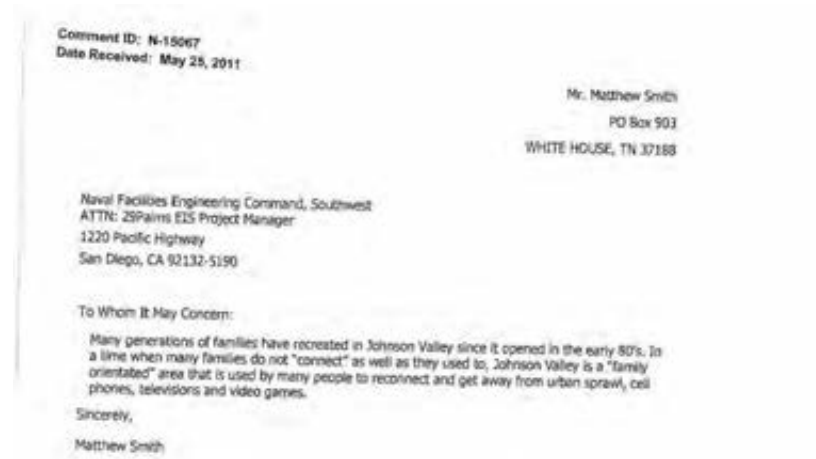 Comment ID: N-15067
Date Received: May 25, 2011
Mr. Matthew Smith
PO Box 903
WHITE HOUSE, TN 37188
Naval Facilities Engineering Command, Southwest
ATTN: 29Palms EIS Project Manager
1220 Pacific Highway
San Diego, CA 92132-5190
To Whom It May Concern:
Many generations of families have recreated in Johnson Valley since it opened in the early 80's. In
a time when many families do not "connect" as well as they used to, Johnson Valley is a "family
orientated" area that is used by many people to reconnect and get away from urban sprawl, cell
phones, televisions and video games.
Sincerely,
Matthew Smith